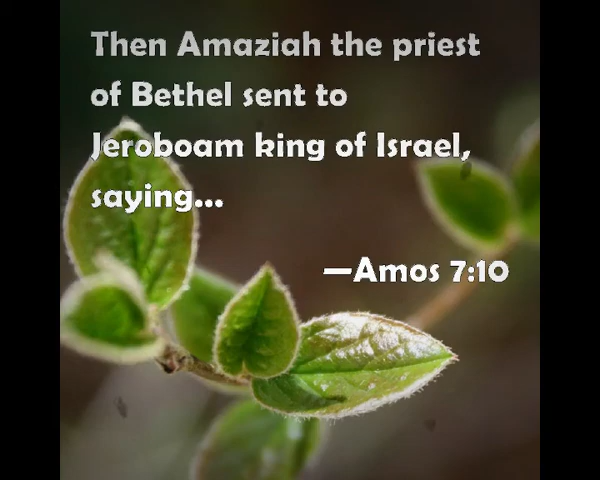 Then Amaziah the priest
of Bethel sent to
Jeroboam king of Israel,
saying...
—Amos 7:10